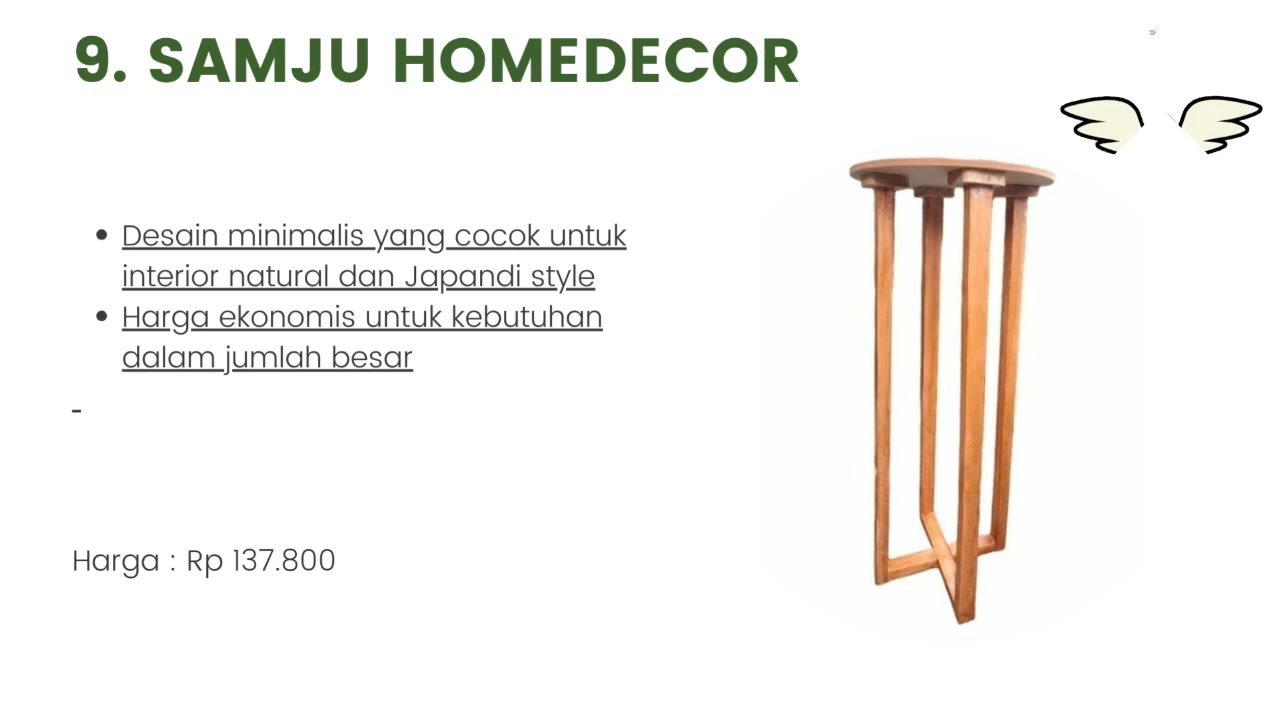 9. SAMJU HOMEDECOR
• Desain minimalis yang cocok untuk
interior natural dan Japandi style
• Harga ekonomis untuk kebutuhan
dalam jumlah besar
-
Harga : Rp 137.800